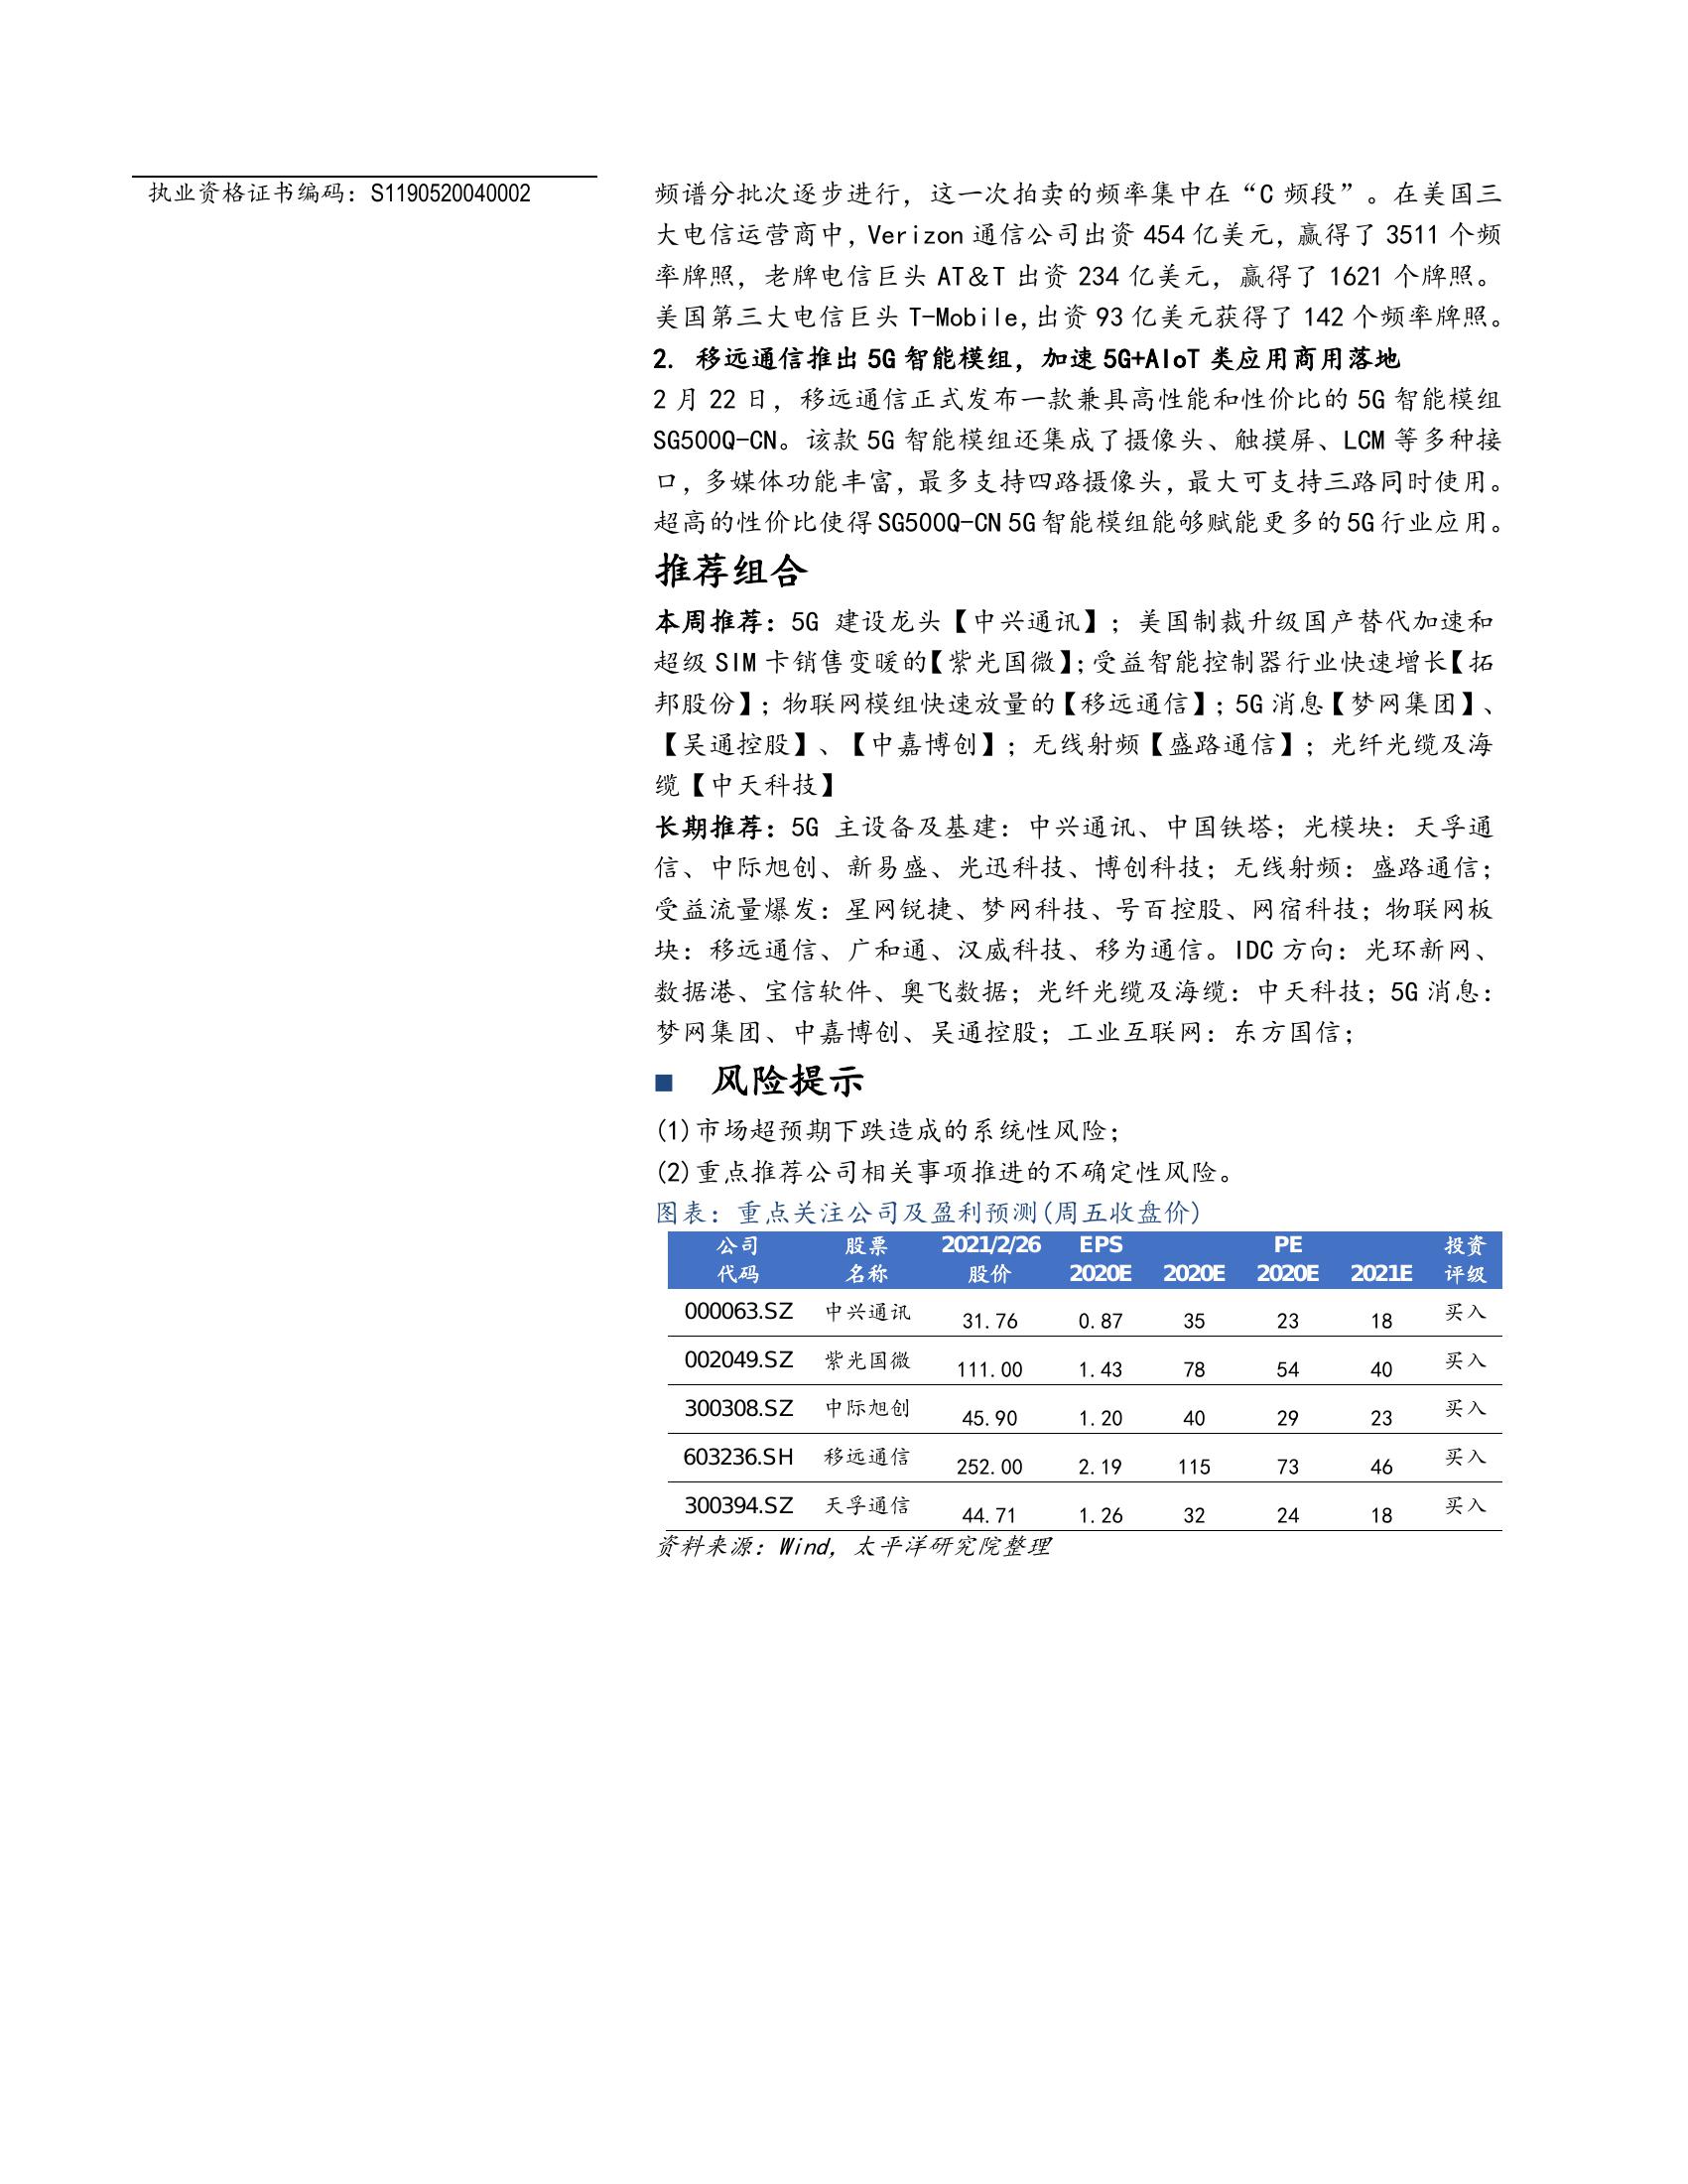 执业资格证书编码：S1190520040002
频谱分批次逐步进行，这一次拍卖的频率集中在“C 频段”。在美国三
大电信运营商中，Verizon 通信公司出资 454 亿美元，赢得了 3511 个频
率牌照，老牌电信巨头 AT&T 出资 234 亿美元，赢得了 1621 个牌照。
美国第三大电信巨头 T-Mobile,出资 93 亿美元获得了 142 个频率牌照。
2. 移远通信推出 5G 智能模组，加速 5G+AIoT 类应用商用落地
2 月 22 日，移远通信正式发布一款兼具高性能和性价比的 5G 智能模组
SG500Q-CN。该款 5G 智能模组还集成了摄像头、触摸屏、LCM 等多种接
口，多媒体功能丰富，最多支持四路摄像头，最大可支持三路同时使用。
超高的性价比使得 SG500Q-CN 5G 智能模组能够赋能更多的 5G 行业应用。
推荐组合
本周推荐：5G 建设龙头【中兴通讯】；美国制裁升级国产替代加速和
超级 SIM 卡销售变暖的【紫光国微】；受益智能控制器行业快速增长【拓
邦股份】；物联网模组快速放量的【移远通信】；5G 消息【梦网集团】、
【吴通控股】、【中嘉博创】；无线射频【盛路通信】；光纤光缆及海
缆【中天科技】
长期推荐：5G 主设备及基建：中兴通讯、中国铁塔；光模块：天孚通
信、中际旭创、新易盛、光迅科技、博创科技；无线射频：盛路通信；
受益流量爆发：星网锐捷、梦网科技、号百控股、网宿科技；物联网板
块：移远通信、广和通、汉威科技、移为通信。IDC 方向：光环新网、
数据港、宝信软件、奥飞数据；光纤光缆及海缆：中天科技；5G 消息：
梦网集团、中嘉博创、吴通控股；工业互联网：东方国信；
■ 风险提示
(1)市场超预期下跌造成的系统性风险；
(2)重点推荐公司相关事项推进的不确定性风险。
图表：重点关注公司及盈利预测(周五收盘价)
公司 股票 2021/2/26 EPS PE 投资
代码 名称 股价 2020E 2020E 2020E 2021E 评级
000063.SZ 中兴通讯 31.76 0.87 35 23 18 买入
002049.SZ 紫光国微 111.00 1.43 78 54 40 买入
300308.SZ 中际旭创 45.90 1.20 40 29 23 买入
603236.SH 移远通信 252.00 2.19 115 73 46 买入
300394.SZ 天孚通信 44.71 1.26 32 24 18 买入
资料来源：Wind，太平洋研究院整理